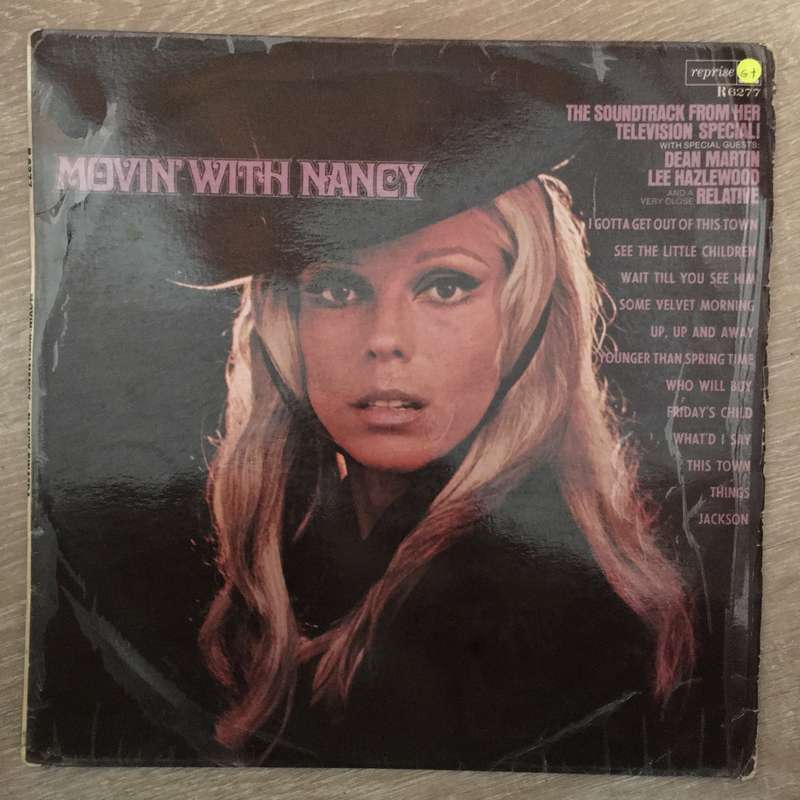 reprise
G+
R6277
THE SOUNDTRACK FROM HER
TELEVISION SPECIAL!
WITH SPECIAL GUESTS:
DEAN MARTIN
LEE HAZLEWOOD
AND A
VERY CLOSE RELATIVE
MOVIN' WITH NANCY
I GOTTA GET OUT OF THIS TOWN
SEE THE LITTLE CHILDREN
WAIT TILL YOU SEE HIM
SOME VELVET MORNING
UP, UP AND AWAY
YOUNGER THAN SPRING TIME
WHO WILL BUY
FRIDAY'S CHILD
WHAT'D I SAY
THIS TOWN
THINGS
JACKSON